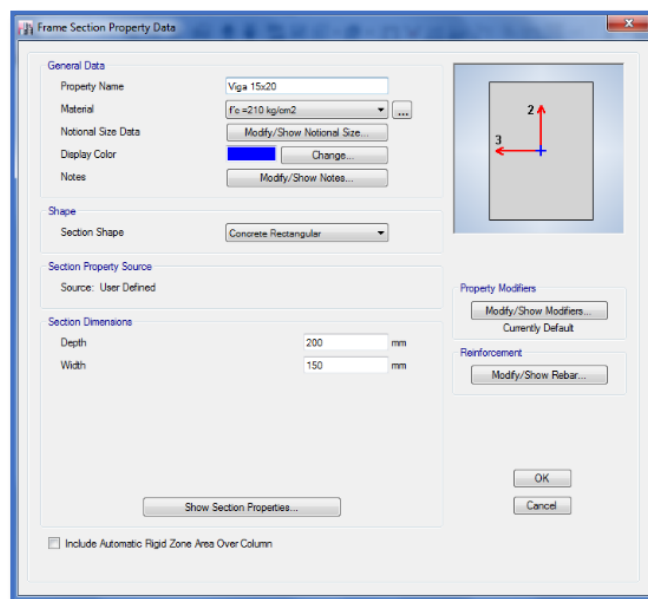 Frame Section Property Data
General Data
Property Name Viga 15x20
Material f'c =210 kg/cm2 ...
Notional Size Data Modify/Show Notional Size...
Display Color Change...
Notes Modify/Show Notes...
2
3
Shape
Section Shape Concrete Rectangular
Section Property Source
Source: User Defined
Property Modifiers
Modify/Show Modifiers...
Currently Default
Section Dimensions
Depth 200 mm
Width 150 mm
Reinforcement
Modify/Show Rebar...
OK
Show Section Properties...
Cancel
Include Automatic Rigid Zone Area Over Column